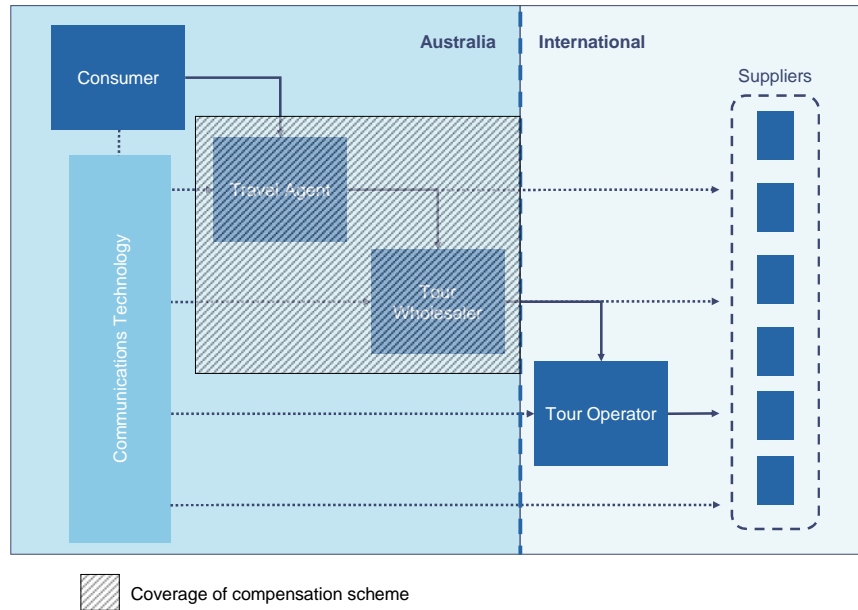 Australia
International
Consumer
Suppliers
Travel Agent
Tour
Wholesaler
Communications Technology
Tour Operator
Coverage of compensation scheme